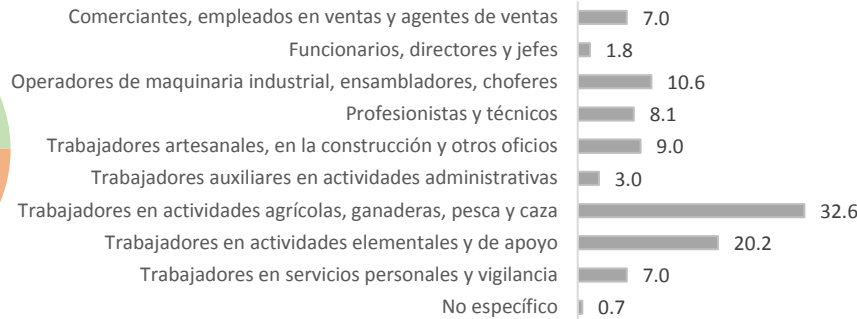 Comerciantes, empleados en ventas y agentes de ventas 7.0
Funcionarios, directores y jefes 1.8
Operadores de maquinaria industrial, ensambladores, choferes 10.6
Profesionistas y técnicos 8.1
Trabajadores artesanales, en la construcción y otros oficios 9.0
Trabajadores auxiliares en actividades administrativas 3.0
Trabajadores en actividades agrícolas, ganaderas, pesca y caza 32.6
Trabajadores en actividades elementales y de apoyo 20.2
Trabajadores en servicios personales y vigilancia 7.0
No específico 0.7